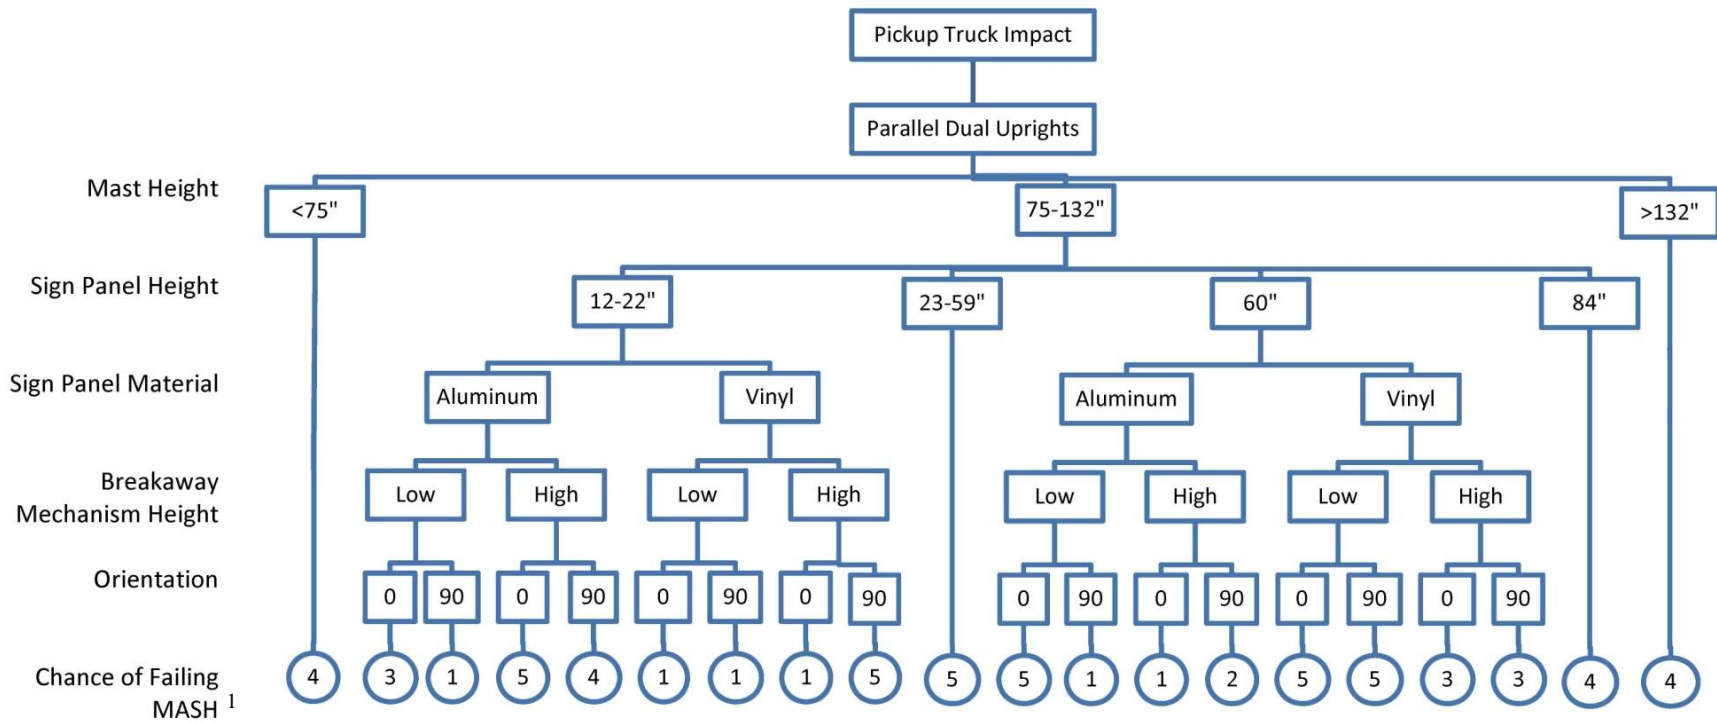 Pickup Truck Impact
Parallel Dual Uprights
Mast Height
<75"
75-132"
>132"
Sign Panel Height
12-22"
23-59"
60"
84"
Sign Panel Material
Aluminum
Vinyl
Aluminum
Vinyl
Breakaway
Mechanism Height
Low
High
Low
High
Low
High
Low
High
Orientation
0
90
0
90
0
90
0
90
0
90
0
90
0
90
0
90
Chance of Failing
MASH 1
4
3
1
5
4
1
1
1
5
5
5
1
1
2
5
5
3
3
4
4